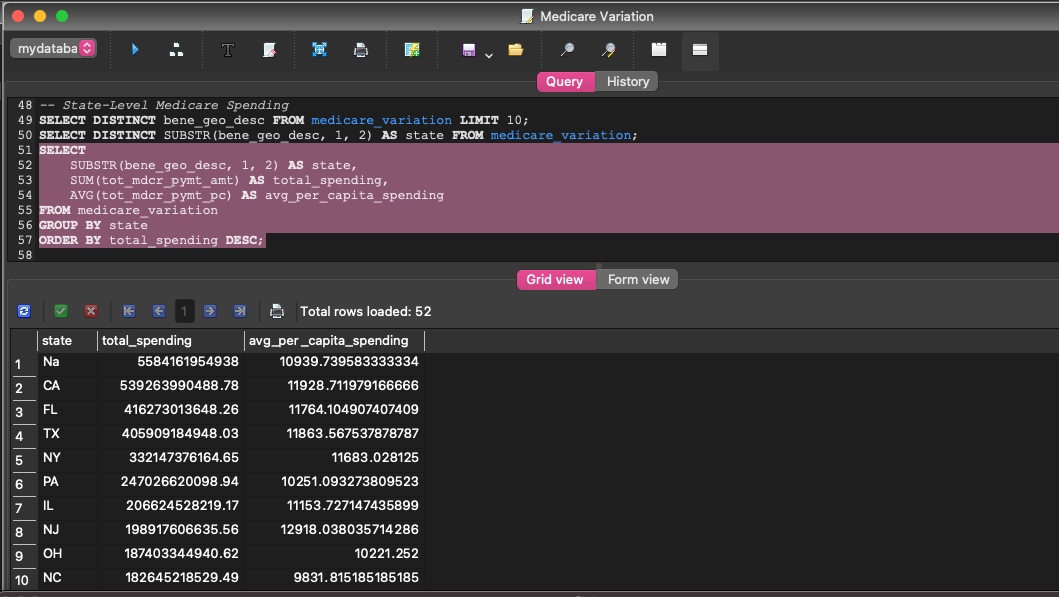 Medicare Variation
mydataba
Query History
48 -- State-Level Medicare Spending
49 SELECT DISTINCT bene_geo_desc FROM medicare_variation LIMIT 10;
50 SELECT DISTINCT SUBSTR(bene_geo_desc, 1, 2) AS state FROM medicare_variation;
51 SELECT
52 SUBSTR(bene_geo_desc, 1, 2) AS state,
53 SUM(tot_mdcr_pymt_amt) AS total_spending,
54 AVG(tot_mdcr_pymt_pc) AS avg_per_capita_spending
55 FROM medicare_variation
56 GROUP BY state
57 ORDER BY total_spending DESC;
58
Grid view Form view
1 Total rows loaded: 52
state total_spending avg_per_capita_spending
1 Na 5584161954938 10939.739583333334
2 CA 539263990488.78 11928.711979166666
3 FL 416273013648.26 11764.104907407409
4 TX 405909184948.03 11863.567537878787
5 NY 332147376164.65 11683.028125
6 PA 247026620098.94 10251.093273809523
7 IL 206624528219.17 11153.727147435899
8 NJ 198917606635.56 12918.038035714286
9 OH 187403344940.62 10221.252
10 NC 182645218529.49 9831.815185185185